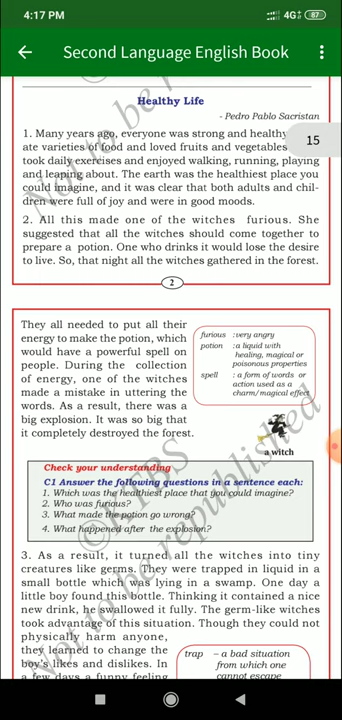 4:17 PM
4G
87
Second Language English Book
Healthy Life
- Pedro Pablo Sacristan
15
1. Many years ago, everyone was strong and healthy.
ate varieties of food and loved fruits and vegetables
took daily exercises and enjoyed walking, running, playing
and leaping about. The earth was the healthiest place you
could imagine, and it was clear that both adults and chil-
dren were full of joy and were in good moods.
2. All this made one of the witches furious. She
suggested that all the witches should come together to
prepare a potion. One who drinks it would lose the desire
to live. So, that night all the witches gathered in the forest.
2
They all needed to put all their
energy to make the potion, which
would have a powerful spell on
people. During the collection
of energy, one of the witches
made a mistake in uttering the
words. As a result, there was a
big explosion. It was so big that
it completely destroyed the forest.
furious : very angry
potion : a liquid with
healing, magical or
poisonous properties
spell : a form of words or
action used as a
charm/magical effect
a witch
Check your understanding
C1 Answer the following questions in a sentence each:
1. Which was the healthiest place that you could imagine?
2. Who was furious?
3. What made the potion go wrong?
4. What happened after the explosion?
3. As a result, it turned all the witches into tiny
creatures like germs. They were trapped in liquid in a
small bottle which was lying in a swamp. One day a
little boy found this bottle. Thinking it contained a nice
new drink, he swallowed it fully. The germ-like witches
took advantage of this situation. Though they could not
physically harm anyone,
they learned to change the
boy's likes and dislikes. In
a few days a funny feeling
trap – a bad situation
from which one
cannot escape
©KTBS
Not to be republished